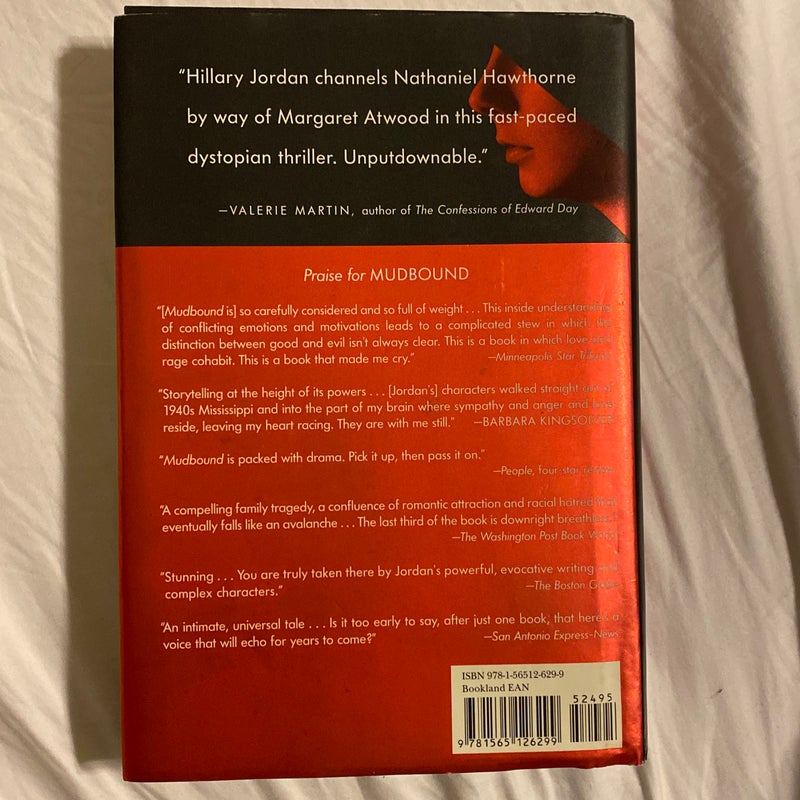 “Hillary Jordan channels Nathaniel Hawthorne
by way of Margaret Atwood in this fast-paced
dystopian thriller. Unputdownable.”
—VALERIE MARTIN, author of The Confessions of Edward Day
Praise for MUDBOUND
“[Mudbound is] so carefully considered and so full of weight . . . This inside understanding
of conflicting emotions and motivations leads to a complicated stew in which the
distinction between good and evil isn't always clear. This is a book in which love and
rage cohabit. This is a book that made me cry.” —Minneapolis Star Tribune
“Storytelling at the height of its powers . . . [Jordan's] characters walked straight out of
1940s Mississippi and into the part of my brain where sympathy and anger and love
reside, leaving my heart racing. They are with me still.” —BARBARA KINGSOLVER
“Mudbound is packed with drama. Pick it up, then pass it on.”
—People, four-star review
“A compelling family tragedy, a confluence of romantic attraction and racial hatred that
eventually falls like an avalanche . . . The last third of the book is downright breathless.”
—The Washington Post Book World
“Stunning . . . You are truly taken there by Jordan's powerful, evocative writing and
complex characters.” —The Boston Globe
“An intimate, universal tale . . . Is it too early to say, after just one book, that here's a
voice that will echo for years to come?” —San Antonio Express-News
ISBN 978-1-56512-629-9
Bookland EAN
52495
9 781565 126299